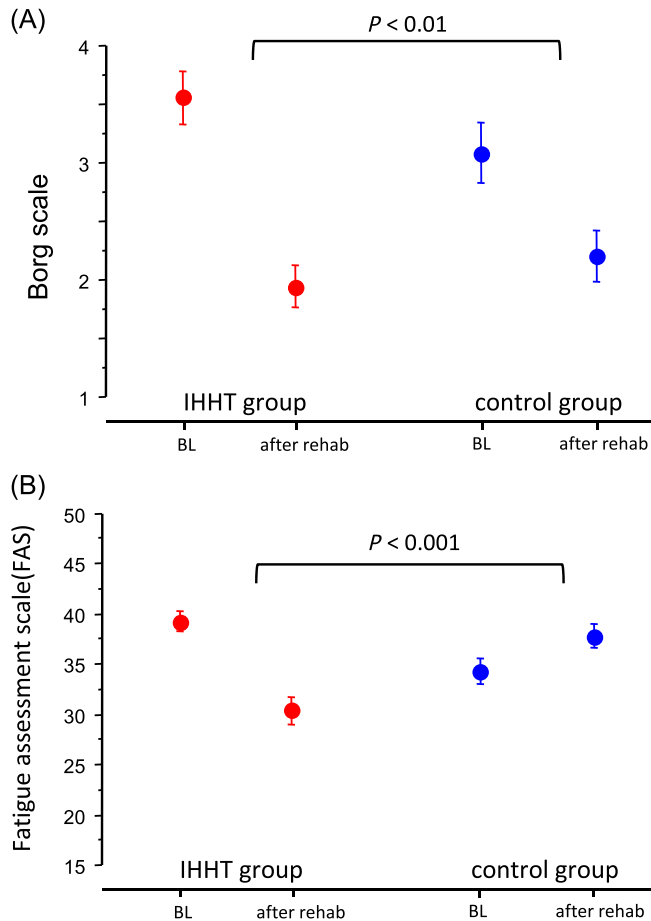 (A)
P < 0.01
4
3
2
1
Borg scale
IHHT group
control group
BL
after rehab
BL
after rehab
(B)
P < 0.001
50
45
40
35
30
25
20
15
Fatigue assessment scale(FAS)
IHHT group
control group
BL
after rehab
BL
after rehab